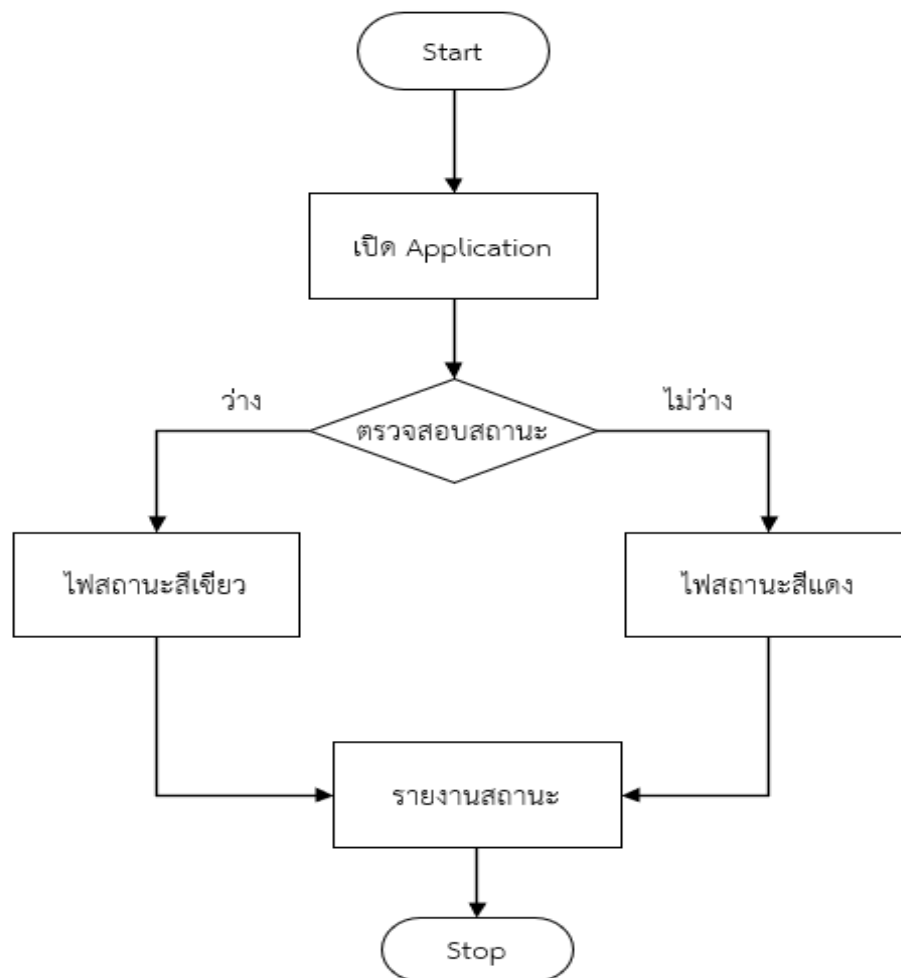 Start
เปิด Application
ว่าง
ไม่ว่าง
ตรวจสอบสถานะ
ไฟสถานะสีเขียว
ไฟสถานะสีแดง
รายงานสถานะ
Stop